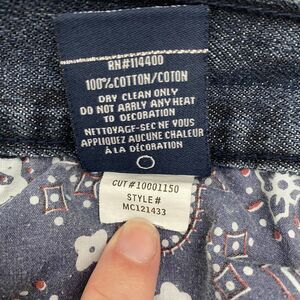 RN#114400
100%COTTON/COTON
DRY CLEAN ONLY
DO NOT ARRLY ANY HEAT
TO DECORATION
NETTOYAGE-SEC NE VOUS
APPLIQUEZ AUCUNE CHALEUR
A LA DÉCORATION
CUT#10001150
STYLE#
MC121433